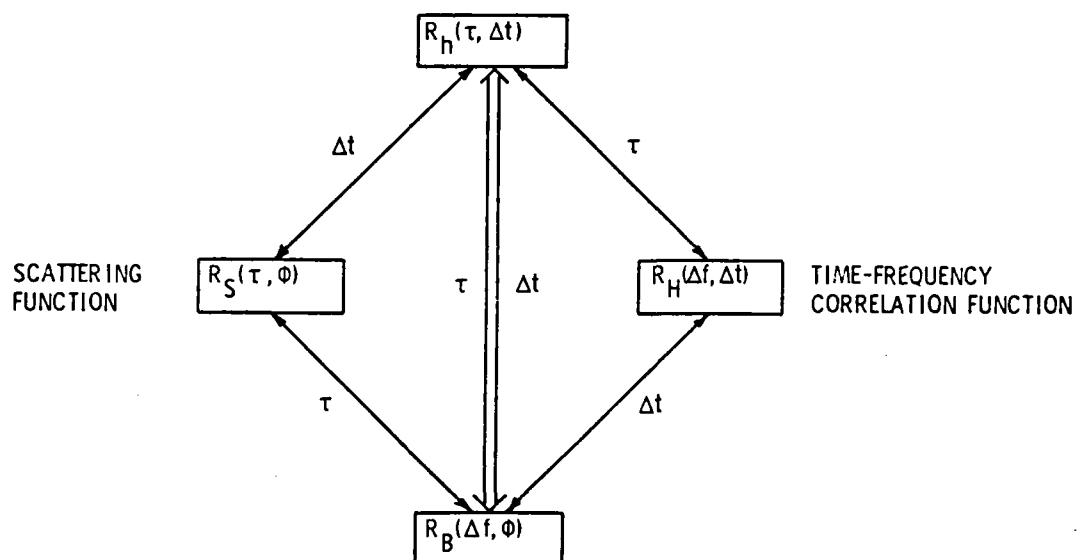 R_h(τ, Δt)
Δt
τ
SCATTERING
FUNCTION
R_S(τ, Φ)
τ
Δt
R_H(Δf, Δt)
TIME-FREQUENCY
CORRELATION FUNCTION
τ
Δt
R_B(Δf, Φ)